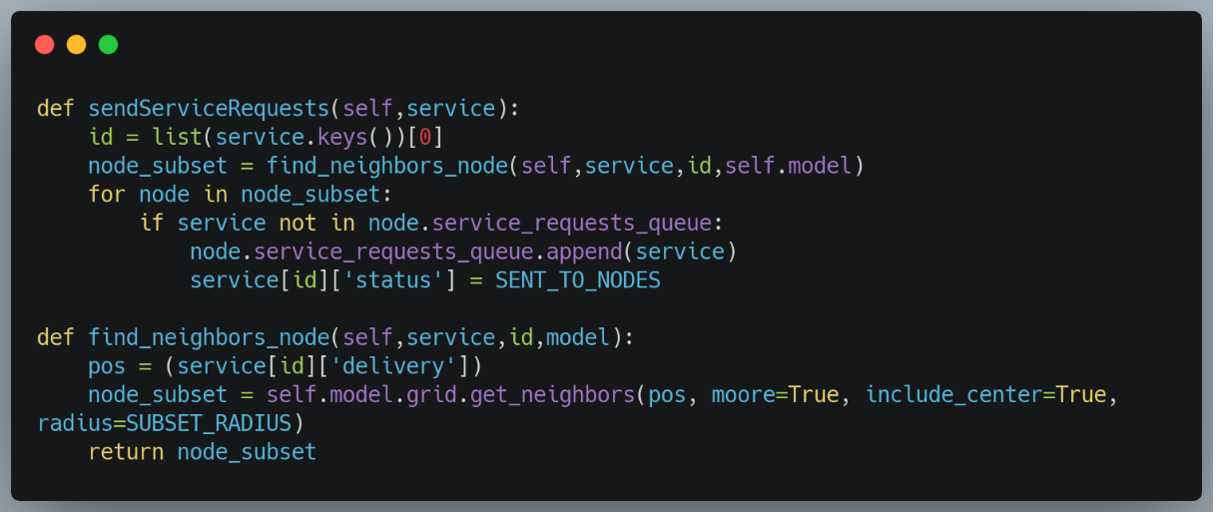 def sendServiceRequests(self,service):
    id = list(service.keys())[0]
    node_subset = find_neighbors_node(self,service,id,self.model)
    for node in node_subset:
        if service not in node.service_requests_queue:
            node.service_requests_queue.append(service)
            service[id]['status'] = SENT_TO_NODES

def find_neighbors_node(self,service,id,model):
    pos = (service[id]['delivery'])
    node_subset = self.model.grid.get_neighbors(pos, moore=True, include_center=True,
radius=SUBSET_RADIUS)
    return node_subset